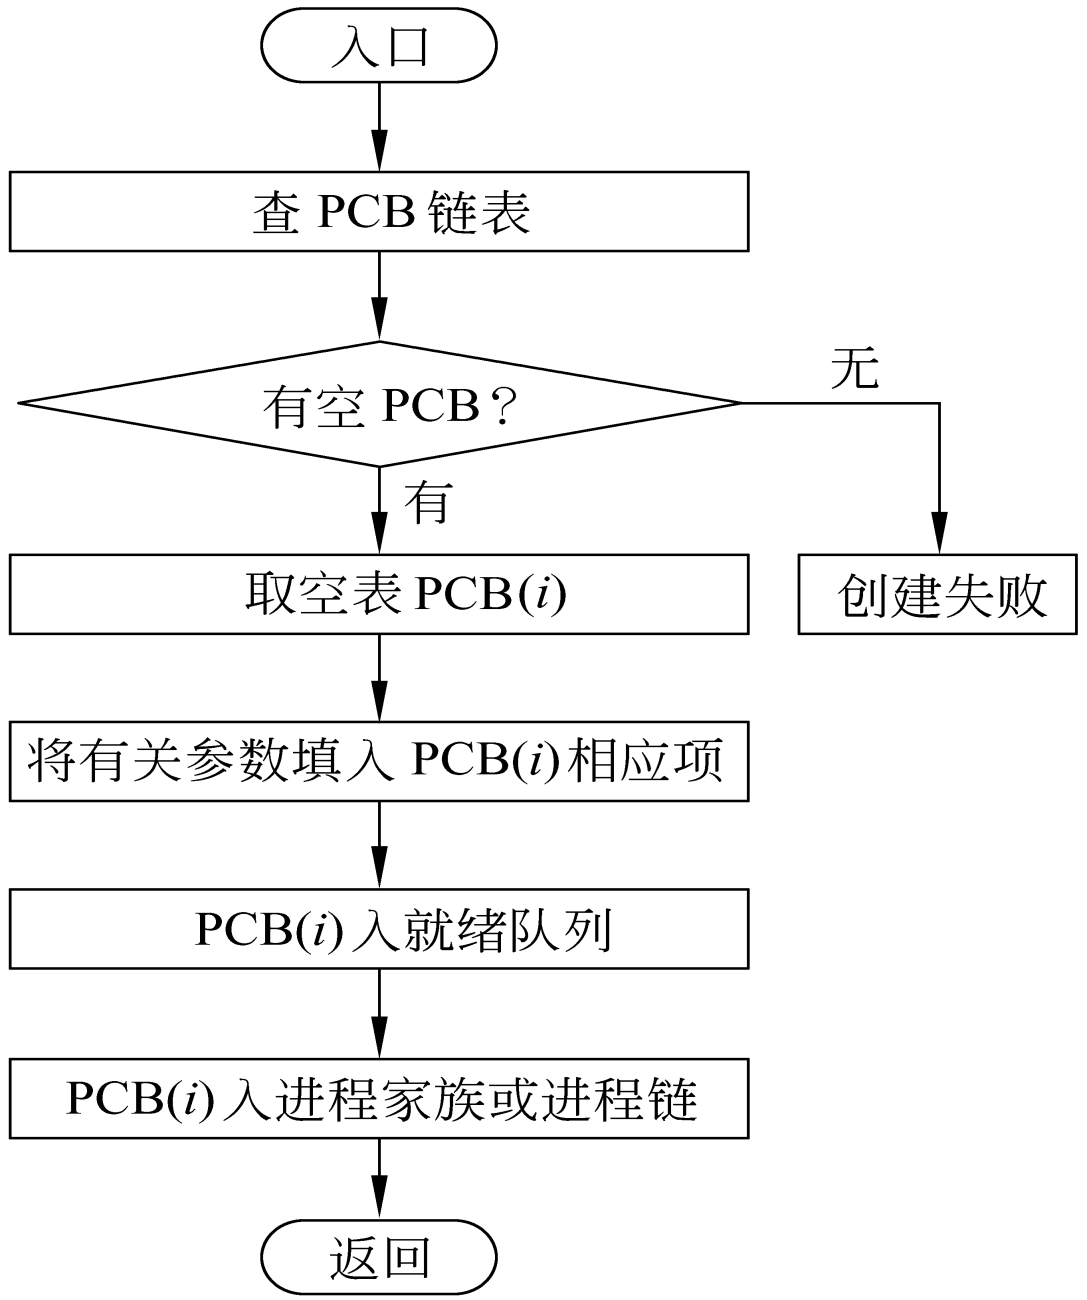 入口
查 PCB 链表
有空 PCB？
无
有
取空表 PCB(i)
创建失败
将有关参数填入 PCB(i) 相应项
PCB(i) 入就绪队列
PCB(i) 入进程家族或进程链
返回